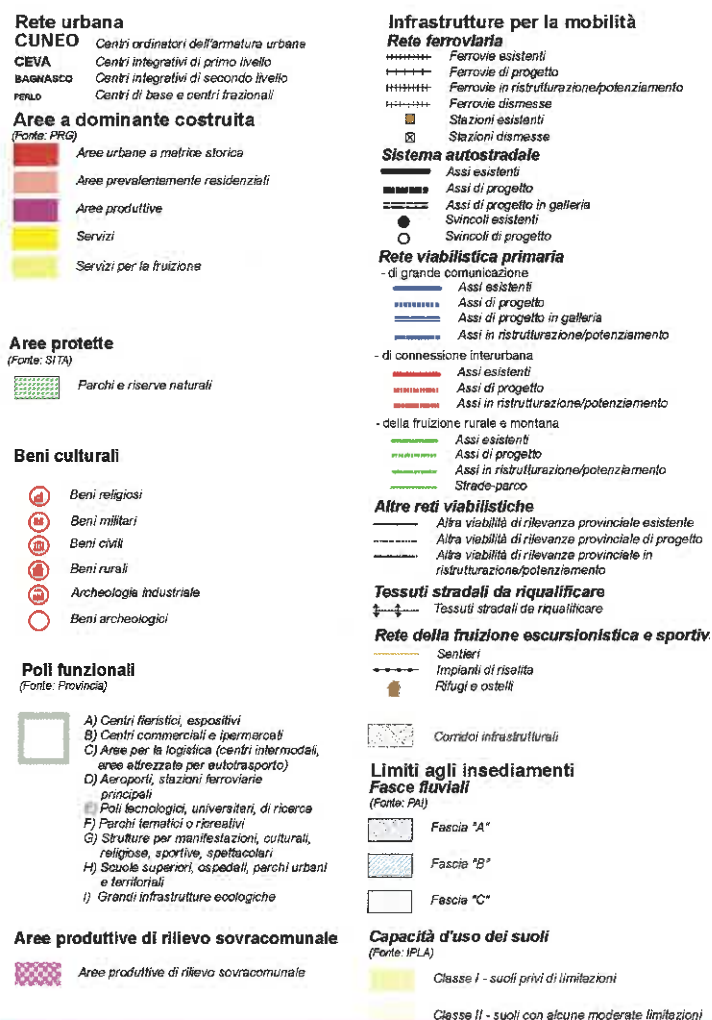 Rete urbana
CUNEO Centri ordinatori dell'armatura urbana
CEVA Centri integrativi di primo livello
BAGNASCO Centri integrativi di secondo livello
PERLO Centri di base e centri frazionali
Aree a dominante costruita
(Fonte: PRG)
Aree urbane a matrice storica
Aree prevalentemente residenziali
Aree produttive
Servizi
Servizi per la fruizione
Aree protette
(Fonte: SITA)
Parchi e riserve naturali
Beni culturali
Beni religiosi
Beni militari
Beni civili
Beni rurali
Archeologia industriale
Beni archeologici
Poli funzionali
(Fonte: Provincia)
A) Centri fieristici, espositivi
B) Centri commerciali e ipermercati
C) Aree per la logistica (centri intermodali,
aree attrezzate per autotrasporto)
D) Aeroporti, stazioni ferroviarie
principali
E) Poli tecnologici, universitari, di ricerca
F) Parchi tematici o ricreativi
G) Strutture per manifestazioni, culturali,
religiose, sportive, spettacolari
H) Scuole superiori, ospedali, parchi urbani
e territoriali
I) Grandi infrastrutture ecologiche
Aree produttive di rilievo sovracomunale
Aree produttive di rilievo sovracomunale
Infrastrutture per la mobilità
Rete ferroviaria
Ferrovie esistenti
Ferrovie di progetto
Ferrovie in ristrutturazione/potenziamento
Ferrovie dismesse
Stazioni esistenti
Stazioni dismesse
Sistema autostradale
Assi esistenti
Assi di progetto
Assi di progetto in galleria
Svincoli esistenti
Svincoli di progetto
Rete viabilistica primaria
- di grande comunicazione
Assi esistenti
Assi di progetto
Assi di progetto in galleria
Assi in ristrutturazione/potenziamento
- di connessione interurbana
Assi esistenti
Assi di progetto
Assi in ristrutturazione/potenziamento
- della fruizione rurale e montana
Assi esistenti
Assi di progetto
Assi in ristrutturazione/potenziamento
Strade-parco
Altre reti viabilistiche
Altra viabilità di rilevanza provinciale esistente
Altra viabilità di rilevanza provinciale di progetto
Altra viabilità di rilevanza provinciale in
ristrutturazione/potenziamento
Tessuti stradali da riqualificare
Tessuti stradali da riqualificare
Rete della fruizione escursionistica e sportiv
Sentieri
Impianti di risalita
Rifugi e ostelli
Corridoi infrastrutturali
Limiti agli insediamenti
Fasce fluviali
(Fonte: PAI)
Fascia "A"
Fascia "B"
Fascia "C"
Capacità d'uso dei suoli
(Fonte: IPLA)
Classe I - suoli privi di limitazioni
Classe II - suoli con alcune moderate limitazioni